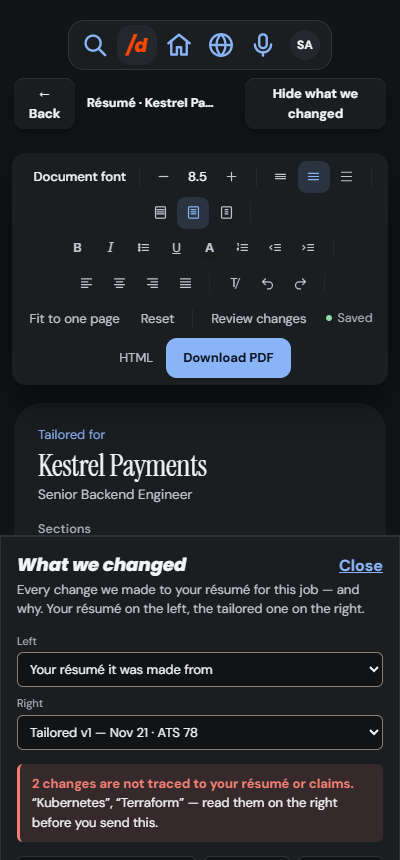 /d
SA
← Back
Résumé · Kestrel Pa...
Hide what we changed
Document font
8.5
B I U A
Fit to one page
Reset
Review changes
Saved
HTML
Download PDF
Tailored for
Kestrel Payments
Senior Backend Engineer
Sections
What we changed
Close
Every change we made to your résumé for this job — and
why. Your résumé on the left, the tailored one on the right.
Left
Your résumé it was made from
Right
Tailored v1 — Nov 21 · ATS 78
2 changes are not traced to your résumé or claims.
“Kubernetes”, “Terraform” — read them on the right
before you send this.